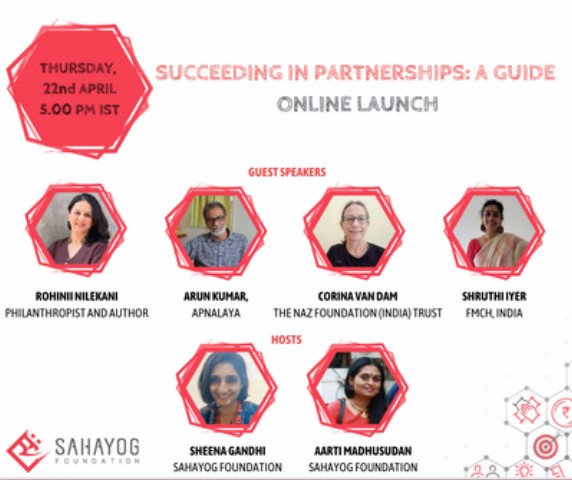 THURSDAY,
22nd APRIL
5.00 PM IST
SUCCEEDING IN PARTNERSHIPS: A GUIDE
ONLINE LAUNCH
GUEST SPEAKERS
ROHINII NILEKANI
PHILANTHROPIST AND AUTHOR
ARUN KUMAR,
APNALAYA
CORINA VAN DAM
THE NAZ FOUNDATION (INDIA) TRUST
SHRUTHI IYER
FMCH, INDIA
HOSTS
SHEENA GANDHI
SAHAYOG FOUNDATION
AARTI MADHUSUDAN
SAHAYOG FOUNDATION
SAHAYOG
FOUNDATION
₹